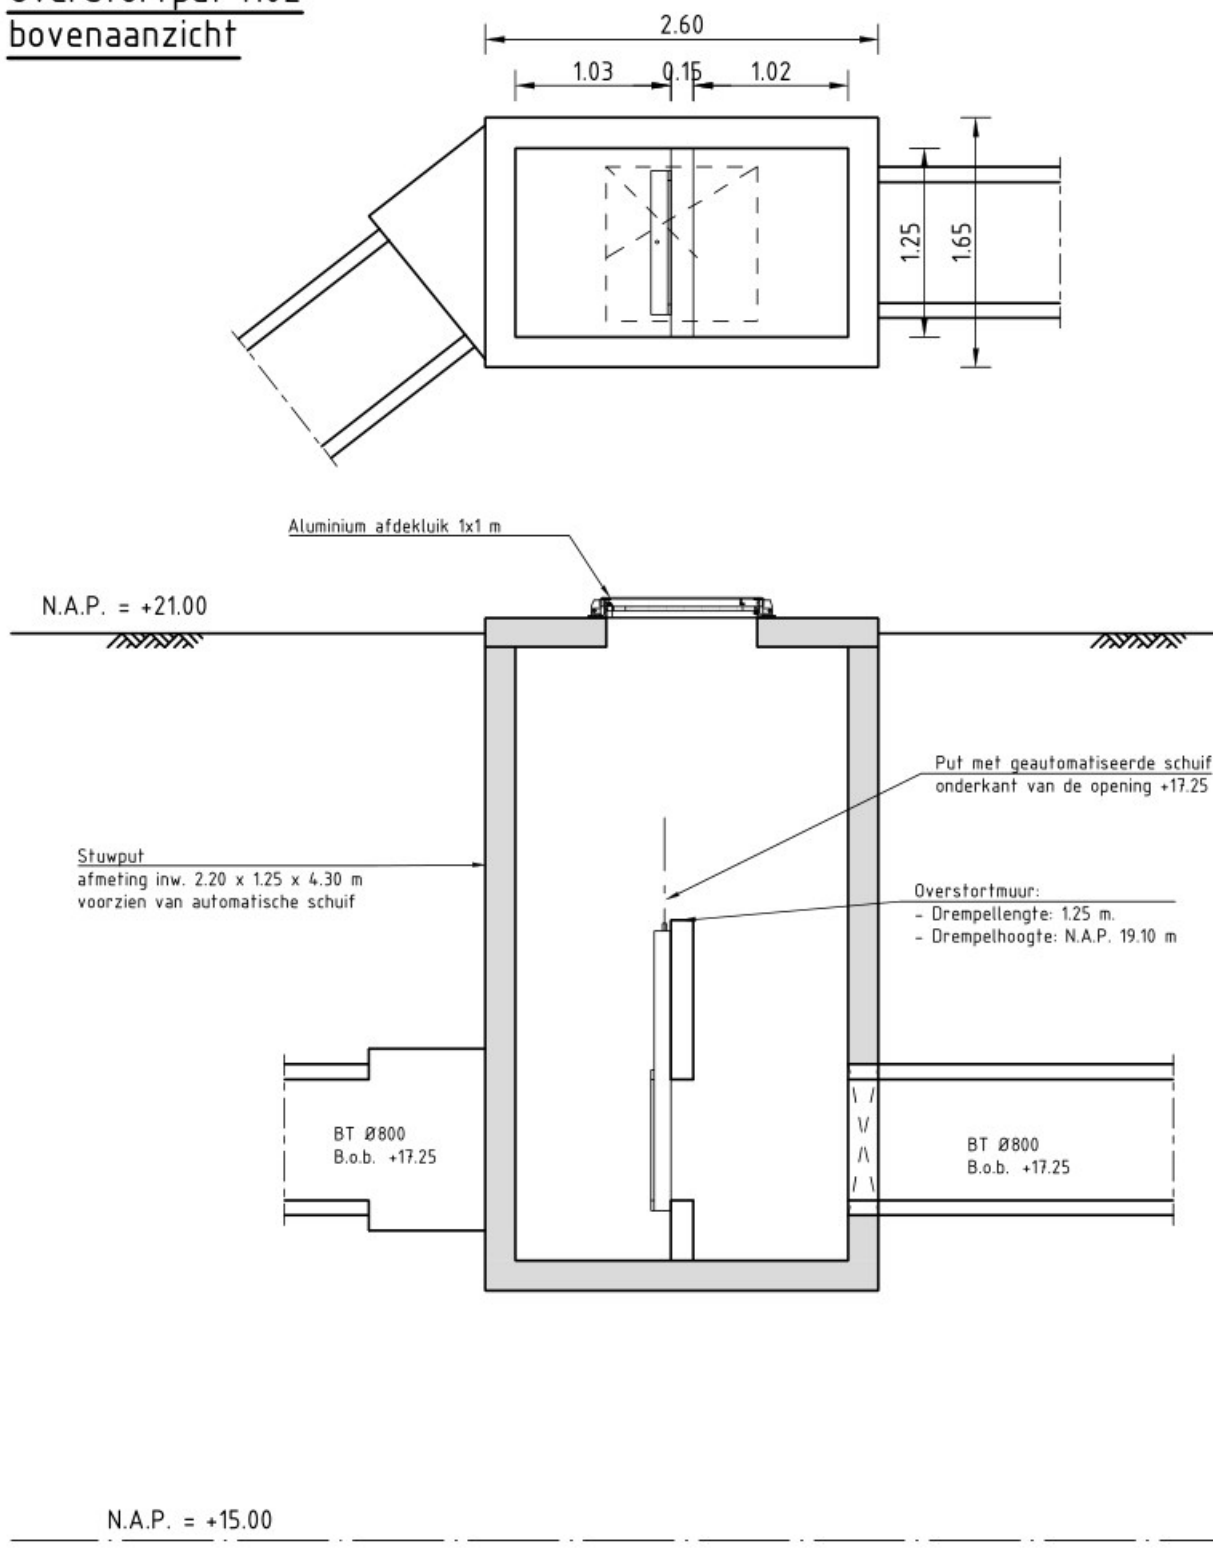 bovenaanzicht
2.60
1.03 0.15 1.02
1.25
1.65
Aluminium afdekluik 1x1 m
N.A.P. = +21.00
Put met geautomatiseerde schuif
onderkant van de opening +17.25
Stuwput
afmeting inw. 2.20 x 1.25 x 4.30 m
voorzien van automatische schuif
Overstortmuur:
- Drempellengte: 1.25 m.
- Drempelhoogte: N.A.P. 19.10 m
BT Ø800
B.o.b. +17.25
BT Ø800
B.o.b. +17.25
N.A.P. = +15.00